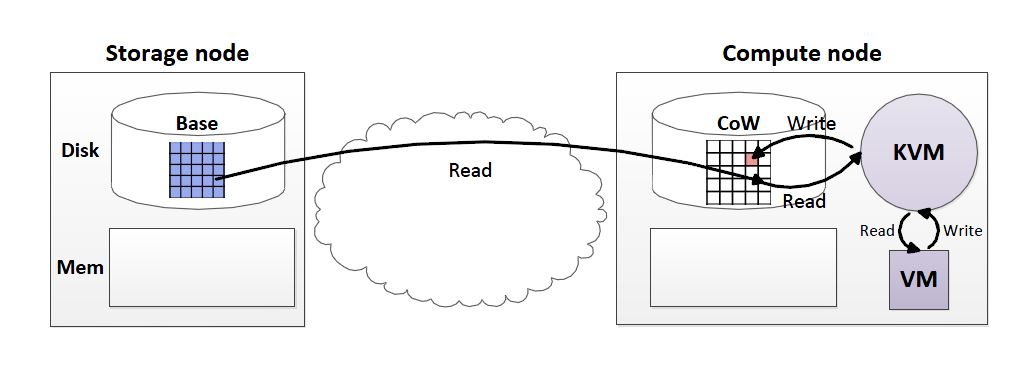 Storage node
Compute node
Base
CoW
Write
Disk
KVM
Read
Read
Read
Write
Mem
VM